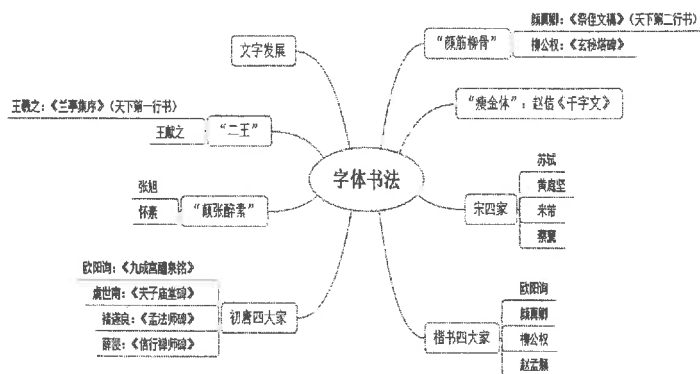 字体书法
文字发展
“二王”
王羲之：《兰亭集序》（天下第一行书）
王献之
“颠张醉素”
张旭
怀素
初唐四大家
欧阳询：《九成宫醴泉铭》
虞世南：《夫子庙堂碑》
褚遂良：《孟法师碑》
薛稷：《信行禅师碑》
“颜筋柳骨”
颜真卿：《祭侄文稿》（天下第二行书）
柳公权：《玄秘塔碑》
“瘦金体”：赵佶《千字文》
宋四家
苏轼
黄庭坚
米芾
蔡襄
楷书四大家
欧阳询
颜真卿
柳公权
赵孟頫